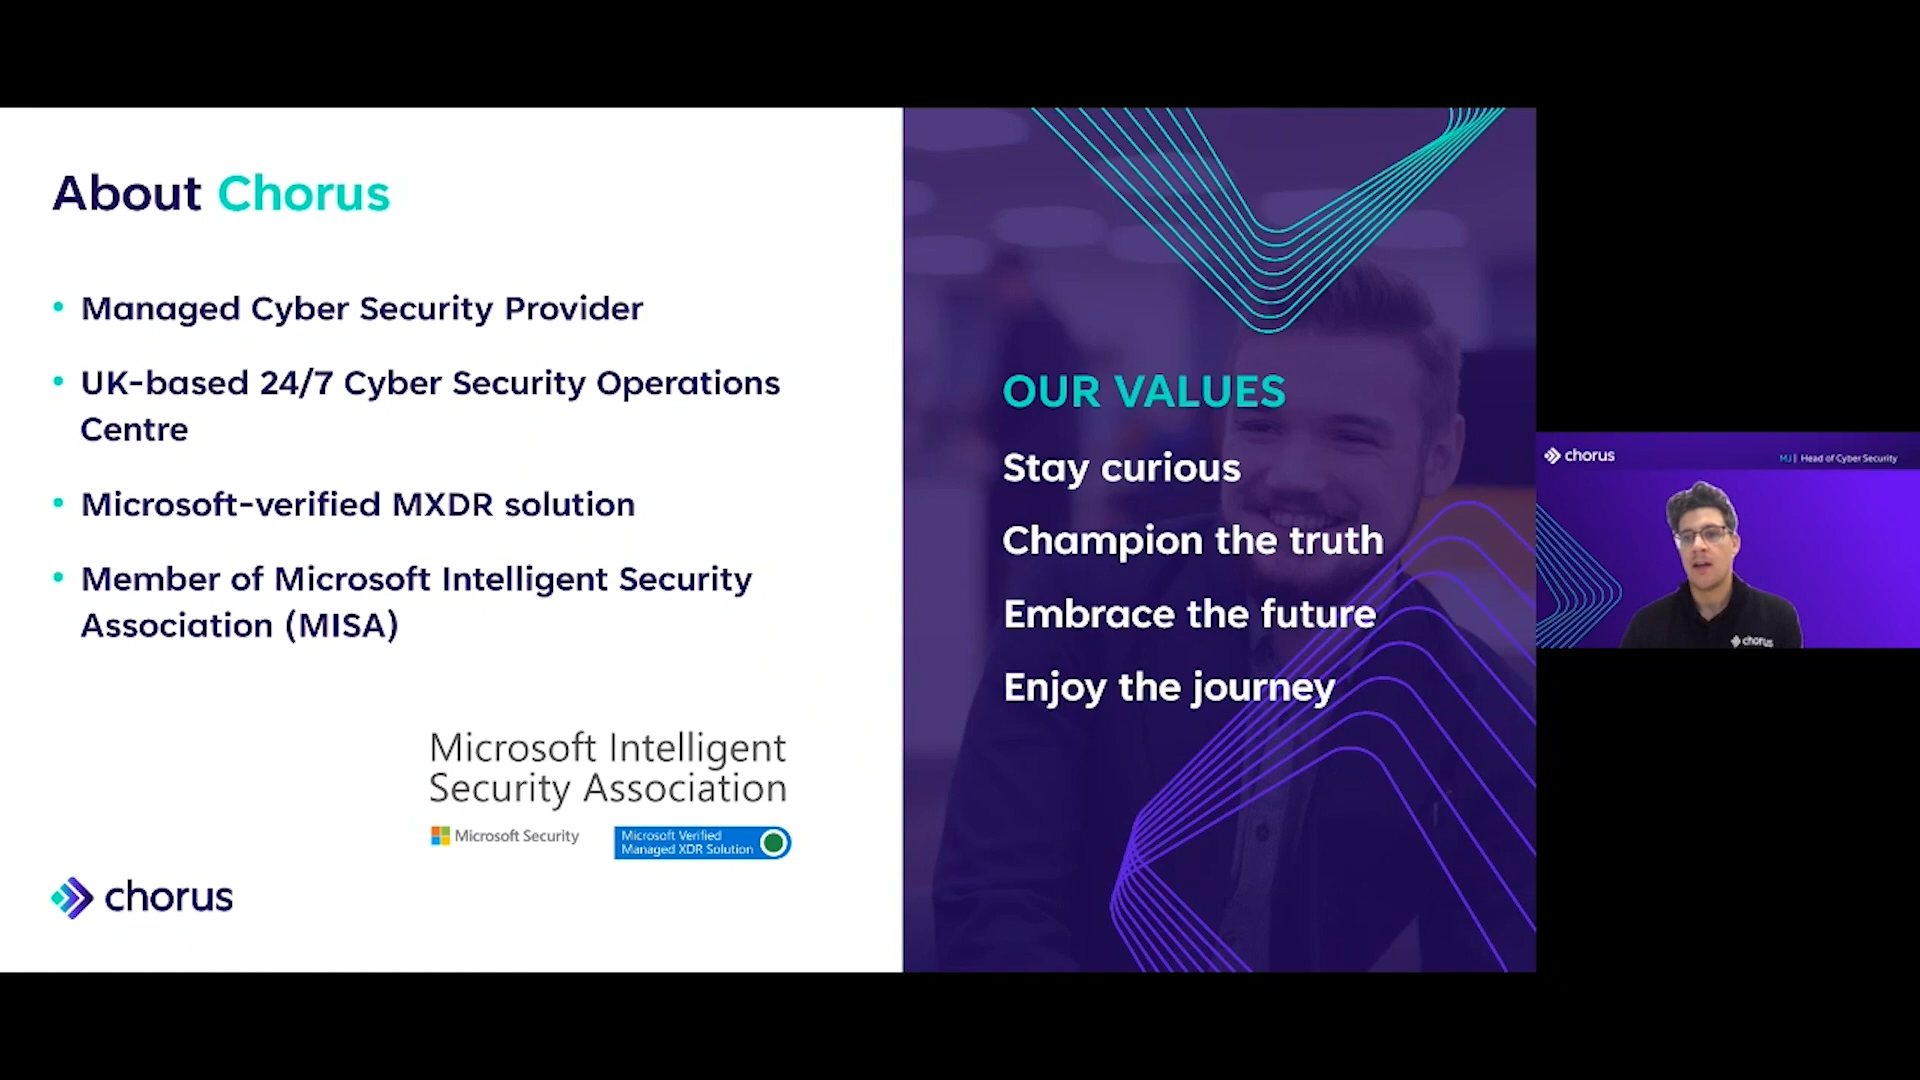 About Chorus
• Managed Cyber Security Provider
• UK-based 24/7 Cyber Security Operations
Centre
• Microsoft-verified MXDR solution
• Member of Microsoft Intelligent Security
Association (MISA)
Microsoft Intelligent
Security Association
Microsoft Security
Microsoft Verified
Managed XDR Solution
chorus
OUR VALUES
Stay curious
Champion the truth
Embrace the future
Enjoy the journey
chorus
MJ | Head of Cyber Security
chorus